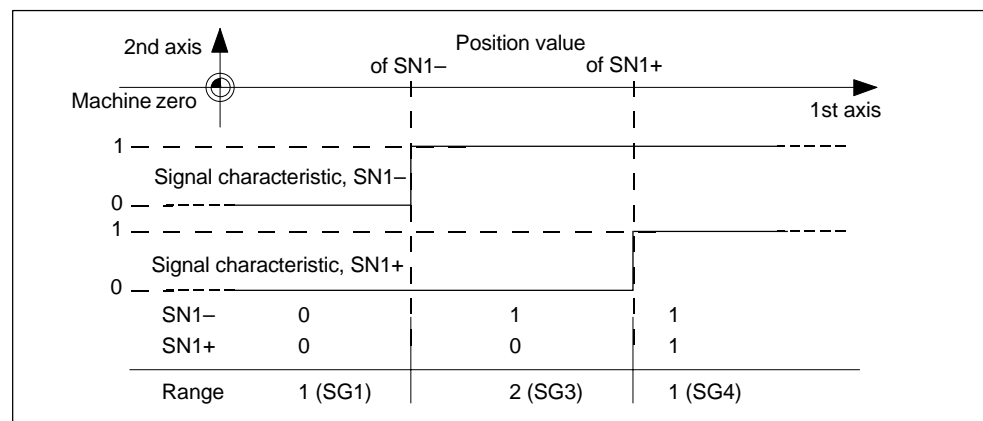 2nd axis Position value
of SN1– of SN1+
Machine zero 1st axis
1
Signal characteristic, SN1–
0
1
Signal characteristic, SN1+
0
SN1– 0 1 1
SN1+ 0 0 1
Range 1 (SG1) 2 (SG3) 1 (SG4)